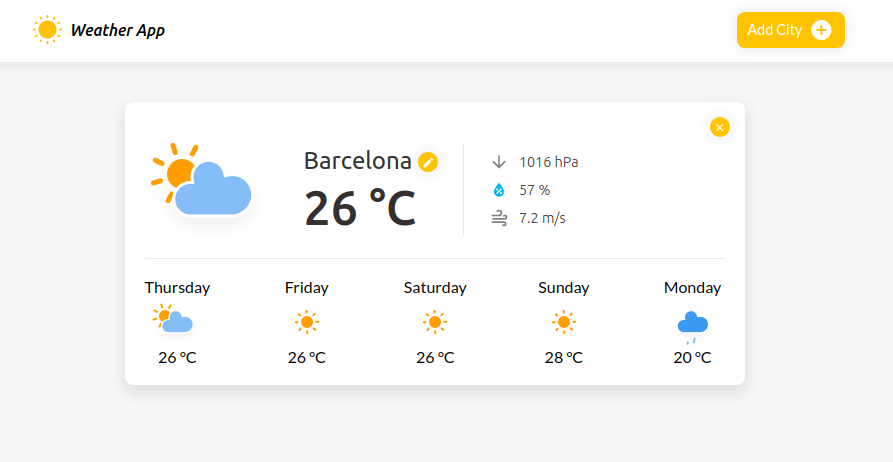 Weather App
Add City
Barcelona
26 °C
1016 hPa
57 %
7.2 m/s
Thursday Friday Saturday Sunday Monday
26 °C 26 °C 26 °C 28 °C 20 °C